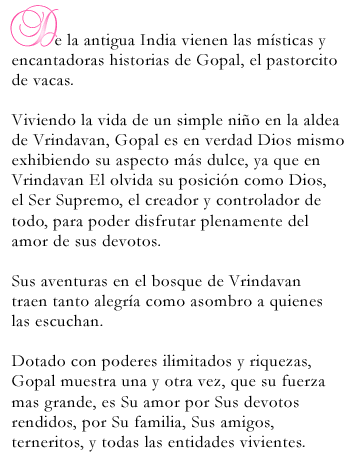 De la antigua India vienen las místicas y
encantadoras historias de Gopal, el pastorcito
de vacas.
Viviendo la vida de un simple niño en la aldea
de Vrindavan, Gopal es en verdad Dios mismo
exhibiendo su aspecto más dulce, ya que en
Vrindavan El olvida su posición como Dios,
el Ser Supremo, el creador y controlador de
todo, para poder disfrutar plenamente del
amor de sus devotos.
Sus aventuras en el bosque de Vrindavan
traen tanto alegría como asombro a quienes
las escuchan.
Dotado con poderes ilimitados y riquezas,
Gopal muestra una y otra vez, que su fuerza
mas grande, es Su amor por Sus devotos
rendidos, por Su familia, Sus amigos,
terneritos, y todas las entidades vivientes.